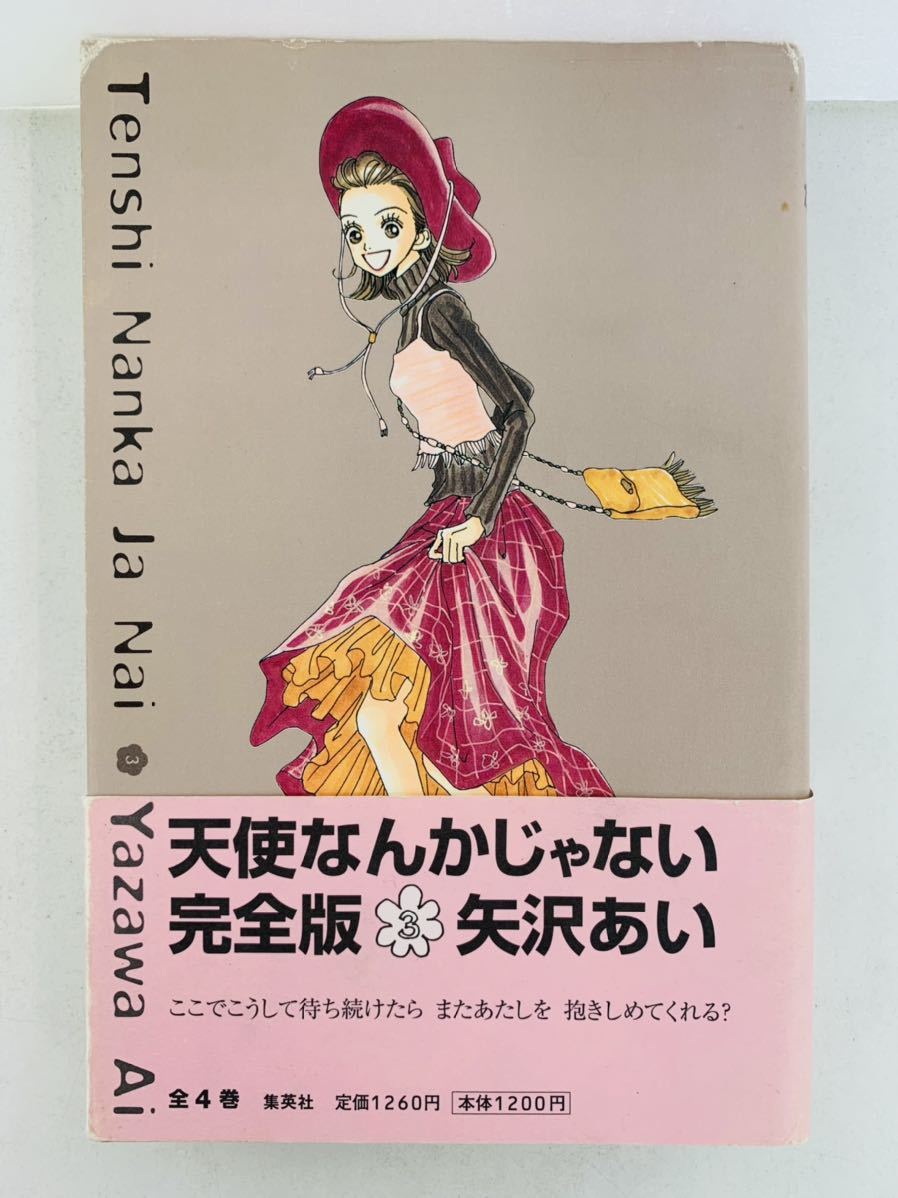 Tenshi Nanka Ja Nai 3 Yazawa Ai
天使なんかじゃない
完全版 3 矢沢あい
ここでこうして待ち続けたら またあたしを 抱きしめてくれる?
全4巻 集英社 定価1260円 本体1200円